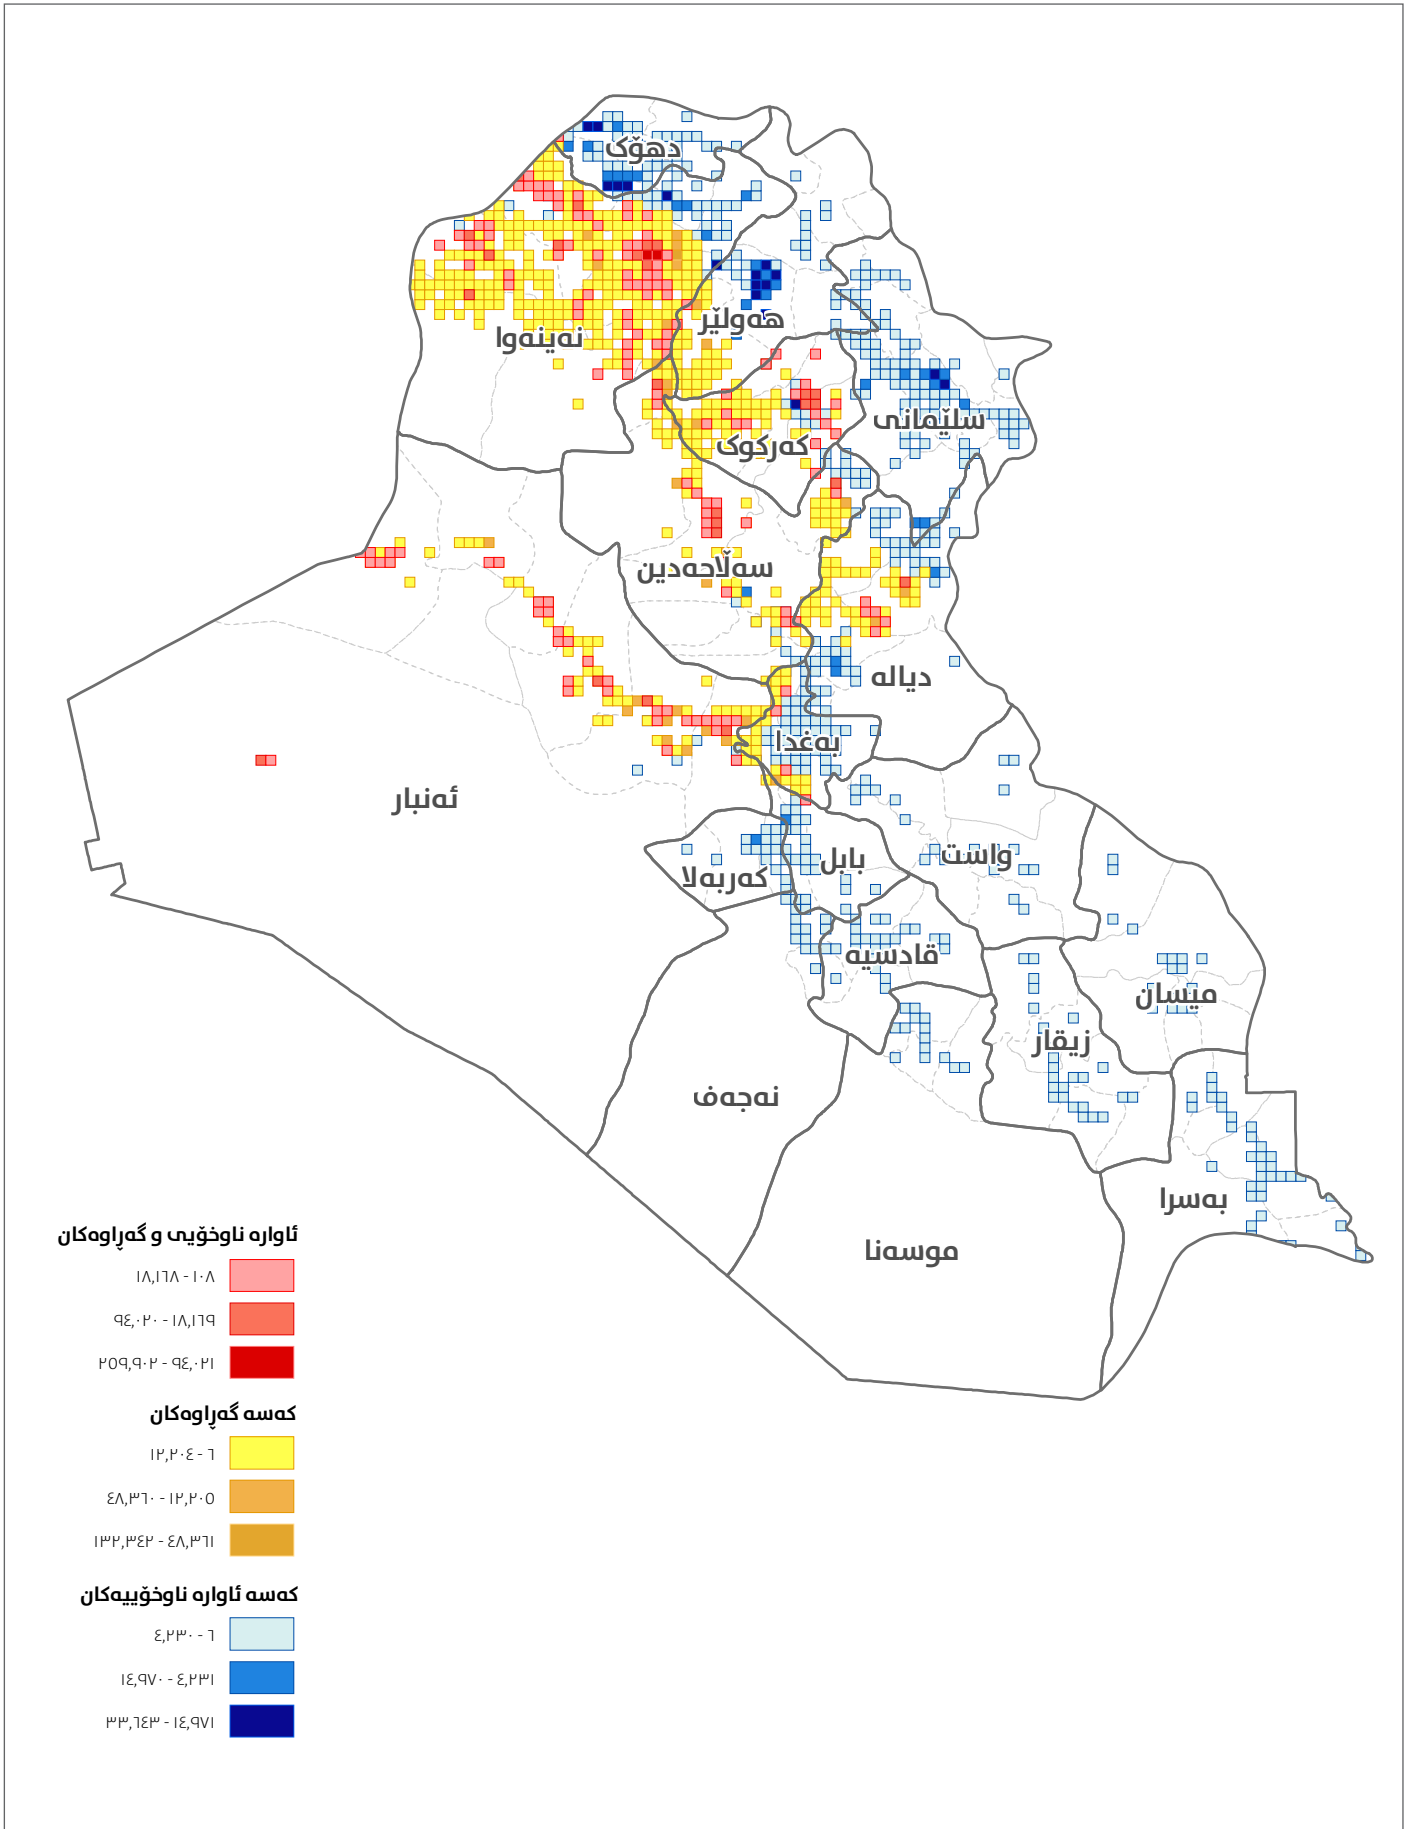 دهۆک
هەولێر
نەینەوا
سلێمانی
کەرکوک
سەڵاحەدین
دیالە
بەغدا
ئەنبار
واست
بابل
کەربەلا
قادسیە
میسان
زیقار
نەجەف
بەسرا
موسەنا
ئاوارە ناوخۆیی و گەڕاوەکان
١٠٨ - ١٨,١٦٨
١٨,١٦٩ - ٩٤,٠٢٠
٩٤,٠٢١ - ٢٥٩,٩٠٢
کەسە گەڕاوەکان
٦ - ١٢,٢٠٤
١٢,٢٠٥ - ٤٨,٣٦٠
٤٨,٣٦١ - ١٣٢,٣٤٢
کەسە ئاوارە ناوخۆییەکان
٦ - ٤,٢٣٠
٤,٢٣١ - ١٤,٩٧٠
١٤,٩٧١ - ٣٣,٦٤٣